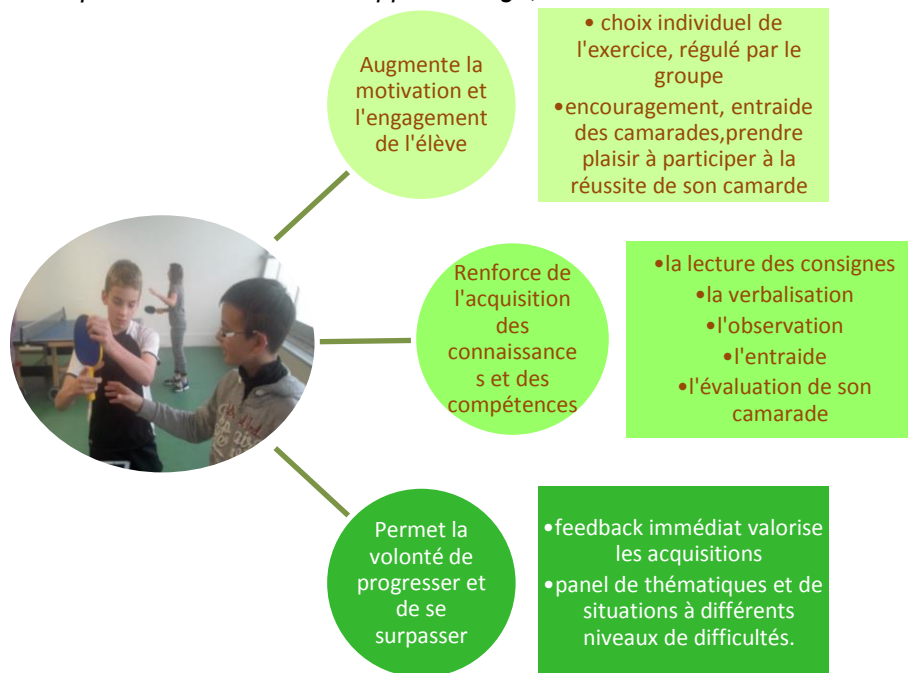 Augmente la
motivation et
l'engagement
de l'élève
• choix individuel de
l'exercice, régulé par le
groupe
•encouragement, entraide
des camarades,prendre
plaisir à participer à la
réussite de son camarde
Renforce de
l'acquisition
des
connaissance
s et des
compétences
•la lecture des consignes
•la verbalisation
•l'observation
•l'entraide
•l'évaluation de son
camarade
Permet la
volonté de
progresser et
de se
surpasser
•feedback immédiat valorise
les acquisitions
•panel de thématiques et de
situations à différents
niveaux de difficultés.